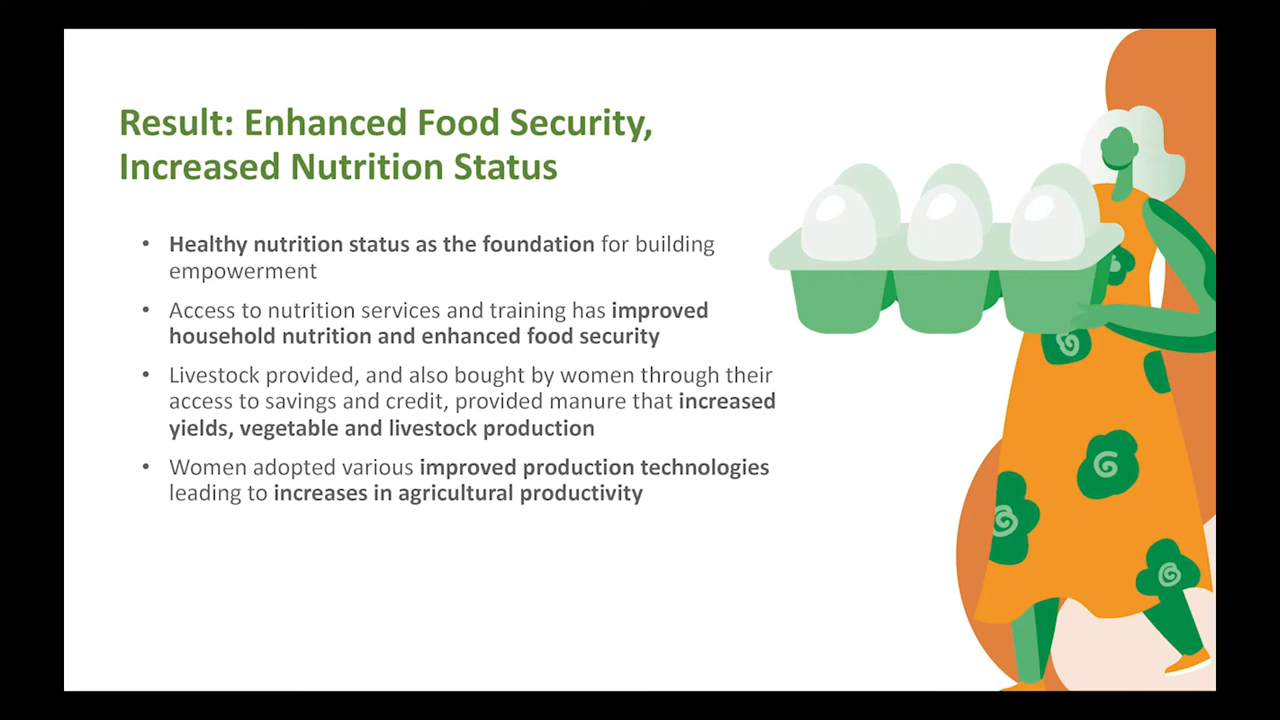 Result: Enhanced Food Security,
Increased Nutrition Status
• Healthy nutrition status as the foundation for building
empowerment
• Access to nutrition services and training has improved
household nutrition and enhanced food security
• Livestock provided, and also bought by women through their
access to savings and credit, provided manure that increased
yields, vegetable and livestock production
• Women adopted various improved production technologies
leading to increases in agricultural productivity